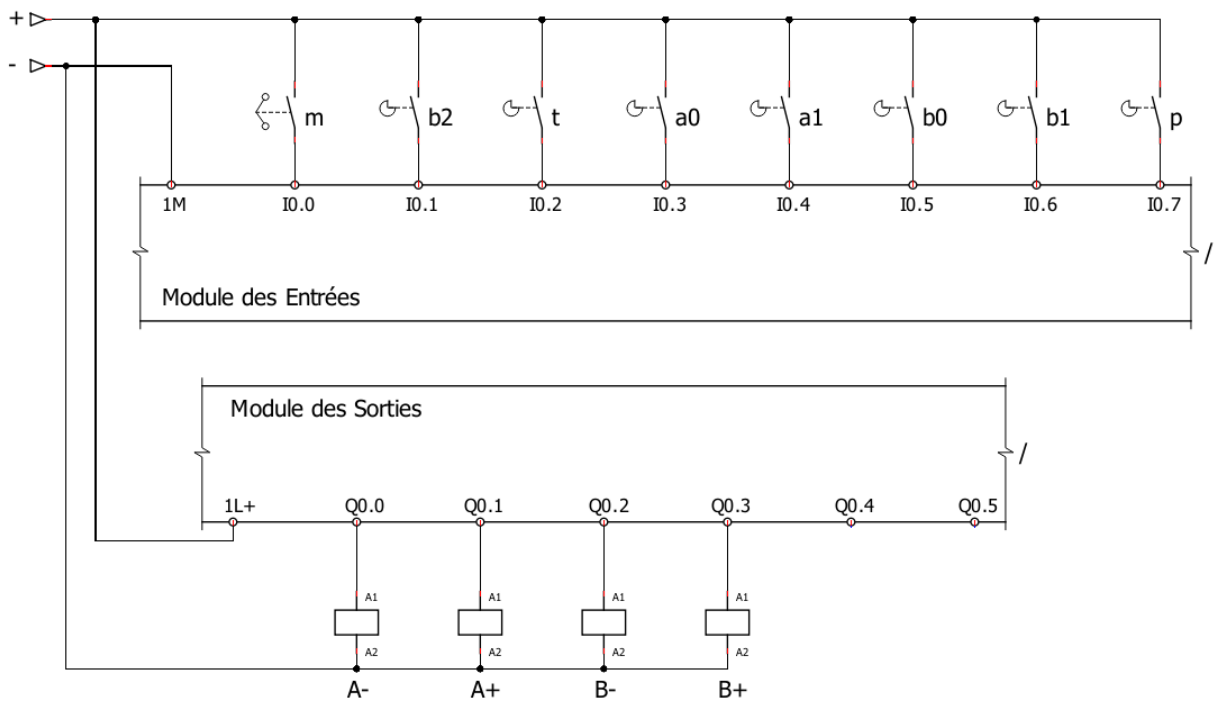 +
-
m b2 t a0 a1 b0 b1 p
1M I0.0 I0.1 I0.2 I0.3 I0.4 I0.5 I0.6 I0.7
/
Module des Entrées
Module des Sorties
/
1L+ Q0.0 Q0.1 Q0.2 Q0.3 Q0.4 Q0.5
A1 A1 A1 A1
A2 A2 A2 A2
A- A+ B- B+